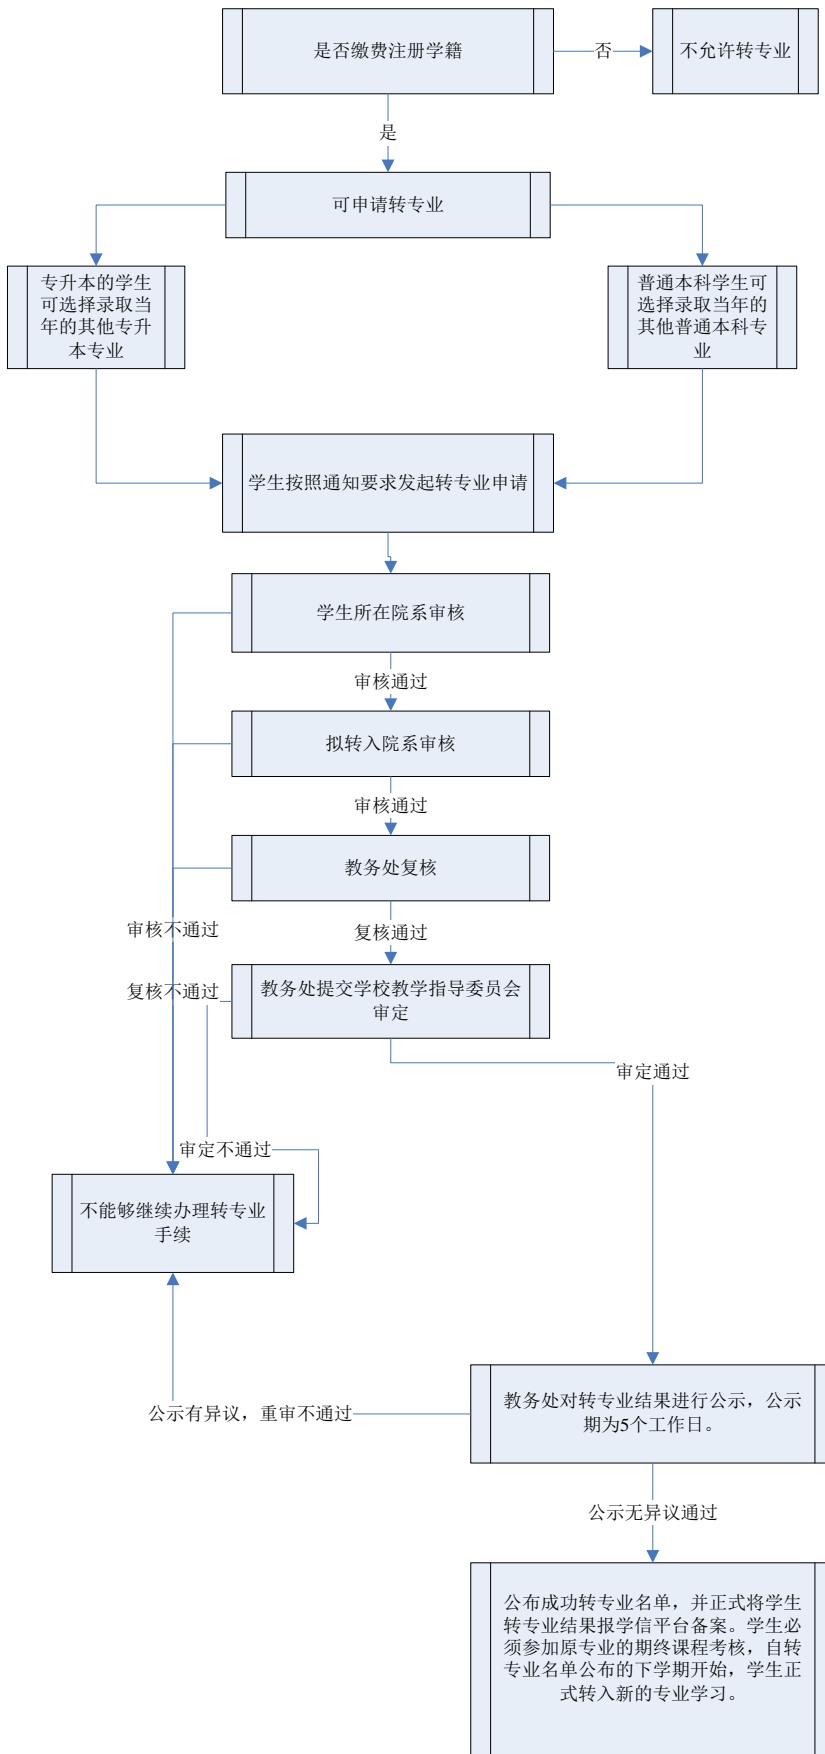 是否缴费注册学籍
否
不允许转专业
是
可申请转专业
专升本的学生
可选择录取当
年的其他专升
本专业
普通本科学生可
选择录取当年的
其他普通本科专
业
学生按照通知要求发起转专业申请
学生所在院系审核
审核通过
拟转入院系审核
审核通过
教务处复核
审核不通过
复核通过
复核不通过
教务处提交学校教学指导委员会
审定
审定通过
审定不通过
不能够继续办理转专业
手续
教务处对转专业结果进行公示，公示
期为5个工作日。
公示有异议，重审不通过
公示无异议通过
公布成功转专业名单，并正式将学生
转专业结果报学信平台备案。学生必
须参加原专业的期终课程考核，自转
专业名单公布的下学期开始，学生正
式转入新的专业学习。